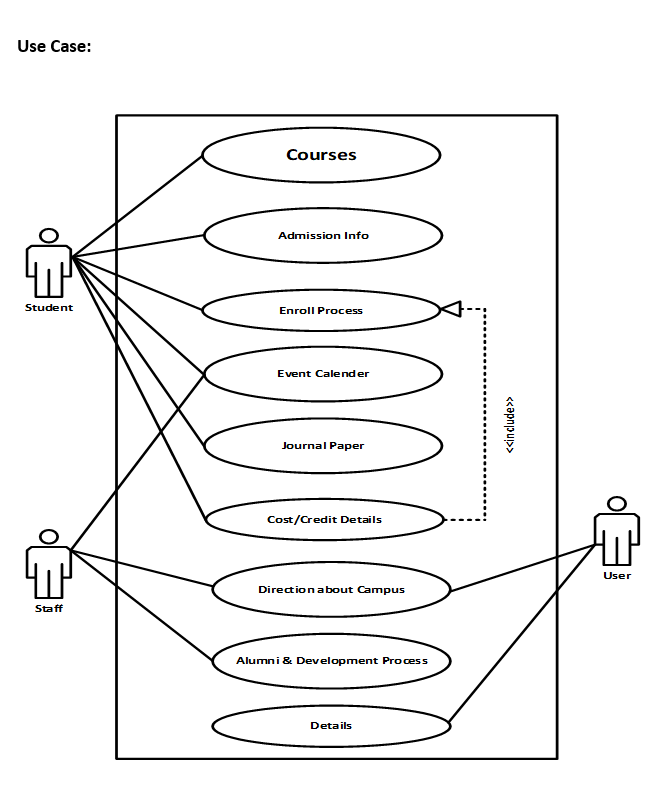 Use Case:
Courses
Admission Info
Student
Enroll Process
Event Calender
<<include>>
Journal Paper
Cost/Credit Details
User
Direction about Campus
Staff
Alumni & Development Process
Details